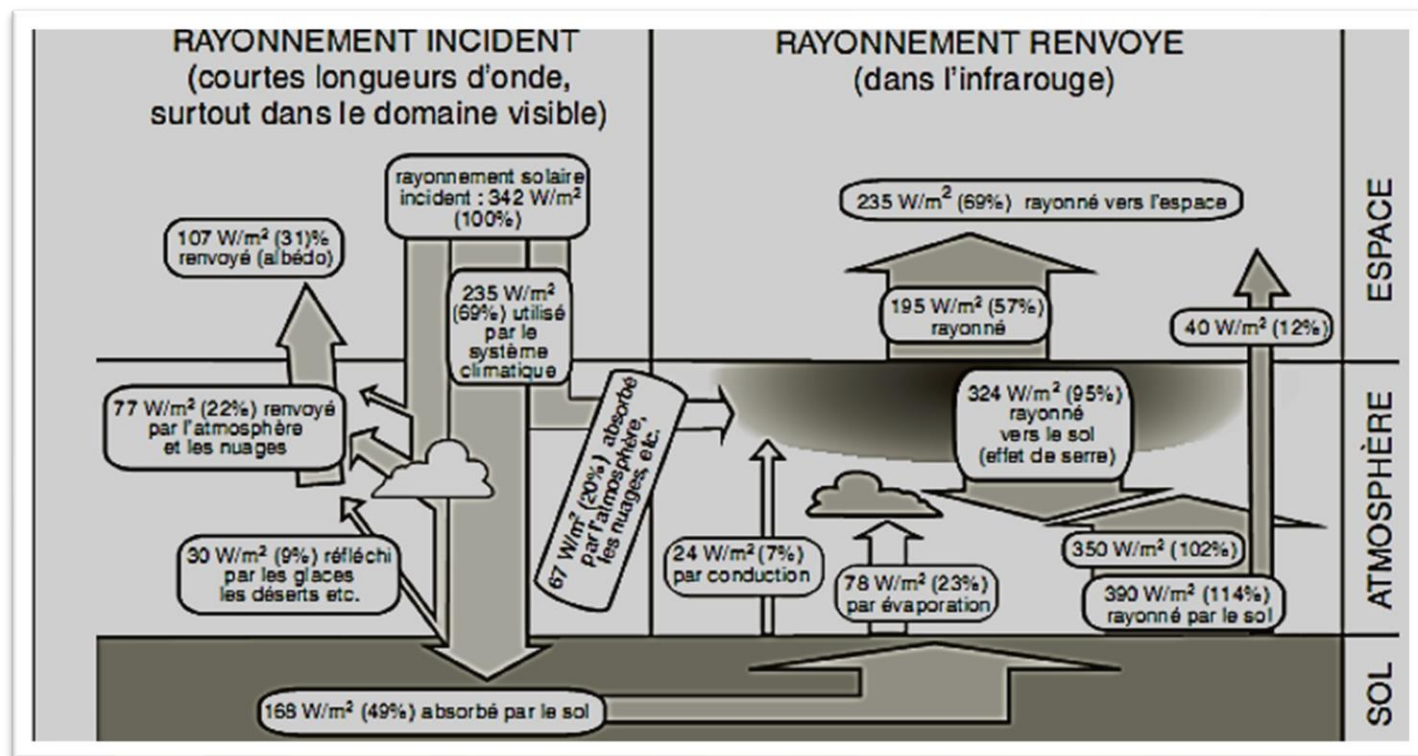 RAYONNEMENT INCIDENT
(courtes longueurs d'onde,
surtout dans le domaine visible)
RAYONNEMENT RENVOYE
(dans l'infrarouge)
rayonnement solaire
incident : 342 W/m²
(100%)
107 W/m² (31)%
renvoyé (albédo)
235 W/m²
(69%) utilisé
par le
système
climatique
77 W/m² (22%) renvoyé
par l'atmosphère
et les nuages
30 W/m² (9%) réfléchi
par les glaces
les déserts etc.
67 W/m² (20%) absorbé
par l'atmosphère,
les nuages, etc.
168 W/m² (49%) absorbé par le sol
235 W/m² (69%) rayonné vers l'espace
195 W/m² (57%)
rayonné
40 W/m² (12%)
324 W/m² (95%)
rayonné
vers le sol
(effet de serre)
24 W/m² (7%)
par conduction
78 W/m² (23%)
par évaporation
350 W/m² (102%)
390 W/m² (114%)
rayonné par le sol
ESPACE
ATMOSPHÈRE
SOL